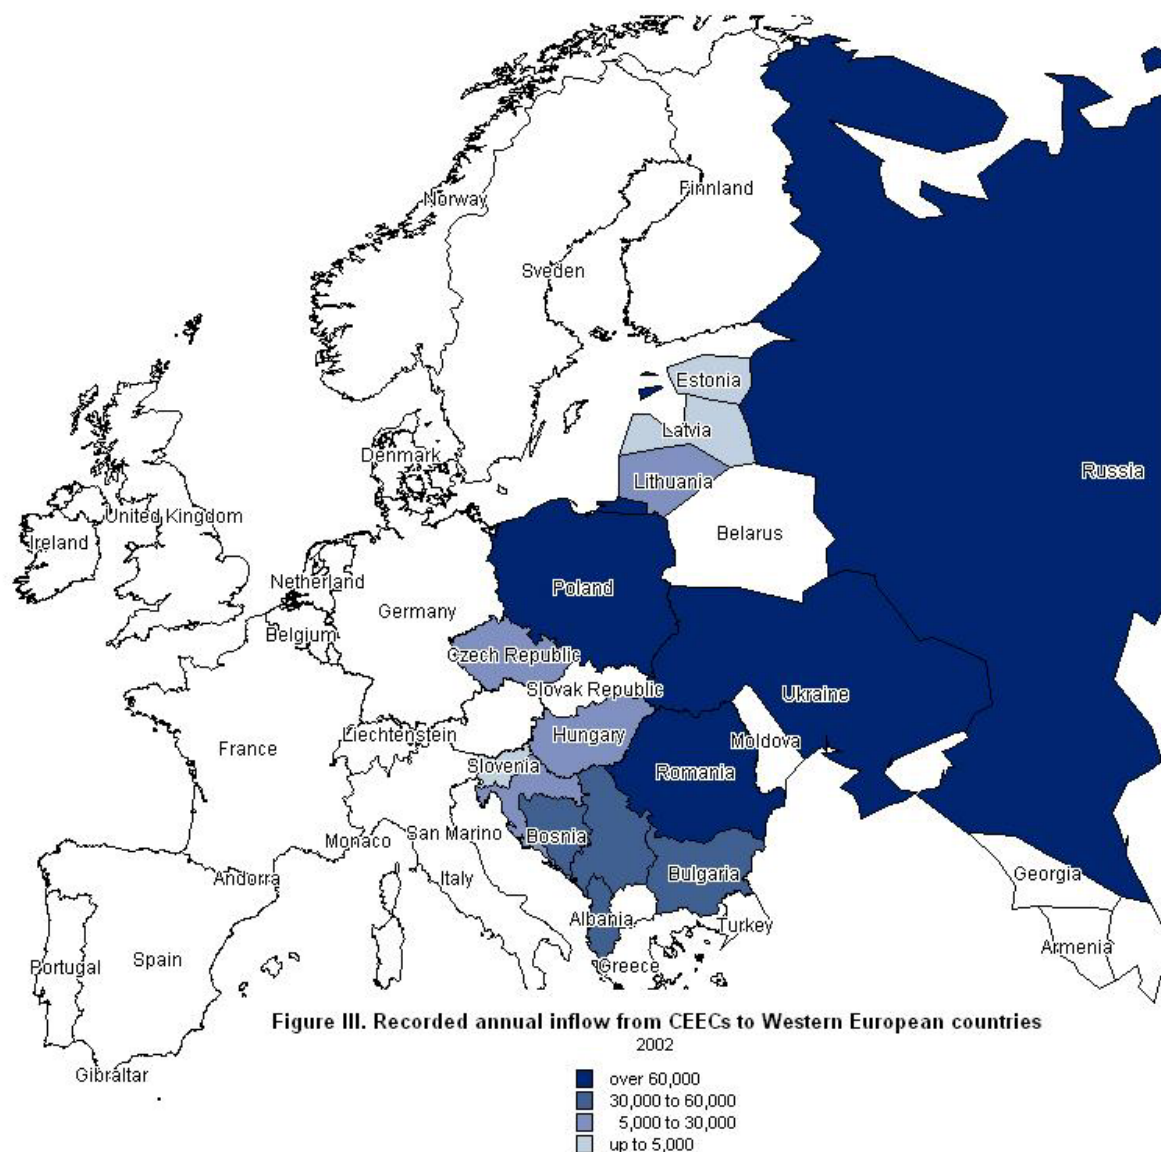 Finnland
Norway
Sveden
Estonia
Latvia
Denmark
Russia
Lithuania
United Kingdom
Belarus
Ireland
Netherland
Poland
Germany
Belgium
Czech Republic
Slovak Republic
Ukraine
Liechtenstein
Hungary
Moldova
France
Slovenia
Romania
San Marino
Bosnia
Monaco
Bulgaria
Georgia
Andorra
Italy
Albania
Turkey
Armenia
Spain
Portugal
Greece
Figure III. Recorded annual inflow from CEECs to Western European countries
2002
Gibraltar
over 60,000
30,000 to 60,000
5,000 to 30,000
up to 5,000